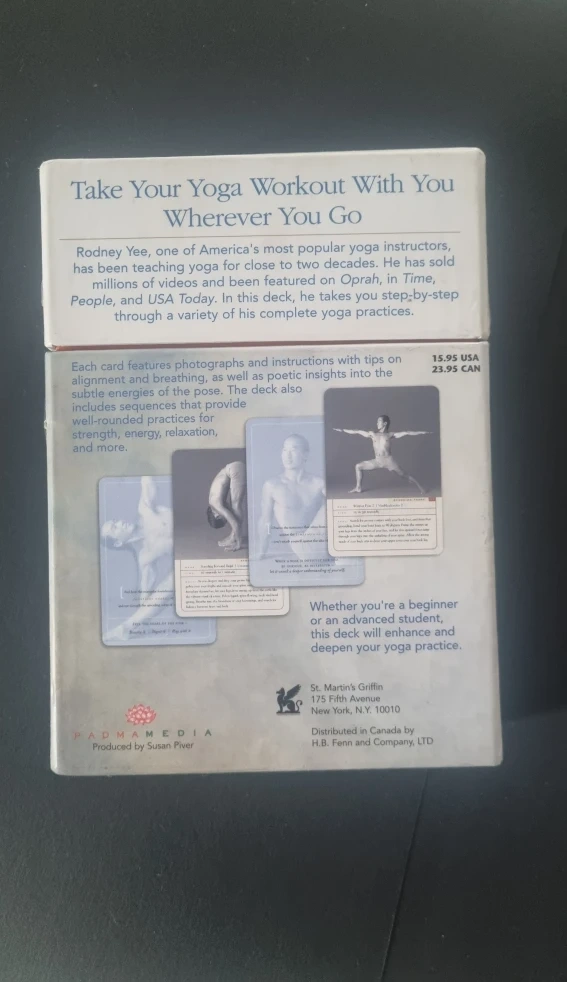 Take Your Yoga Workout With You
Wherever You Go
Rodney Yee, one of America's most popular yoga instructors,
has been teaching yoga for close to two decades. He has sold
millions of videos and been featured on Oprah, in Time,
People, and USA Today. In this deck, he takes you step-by-step
through a variety of his complete yoga practices.
Each card features photographs and instructions with tips on
alignment and breathing, as well as poetic insights into the
subtle energies of the pose. The deck also
includes sequences that provide
well-rounded practices for
strength, energy, relaxation,
and more.
15.95 USA
23.95 CAN
Whether you're a beginner
or an advanced student,
this deck will enhance and
deepen your yoga practice.
PADMAMEDIA
Produced by Susan Piver
St. Martin's Griffin
175 Fifth Avenue
New York, N.Y. 10010
Distributed in Canada by
H.B. Fenn and Company, LTD